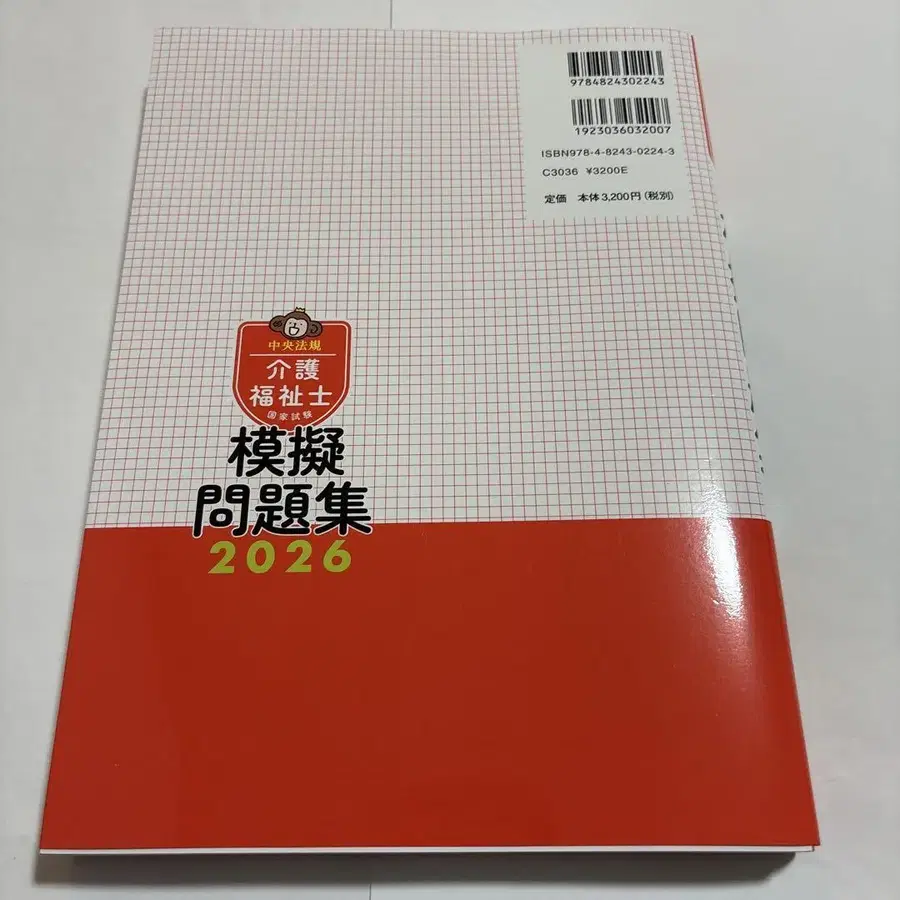 9784824302243
1923036032007
ISBN978-4-8243-0224-3
C3036 ¥3200E
定価 本体3,200円(税別)
中央法規
介護
福祉士
国家試験
模擬
問題集
2026